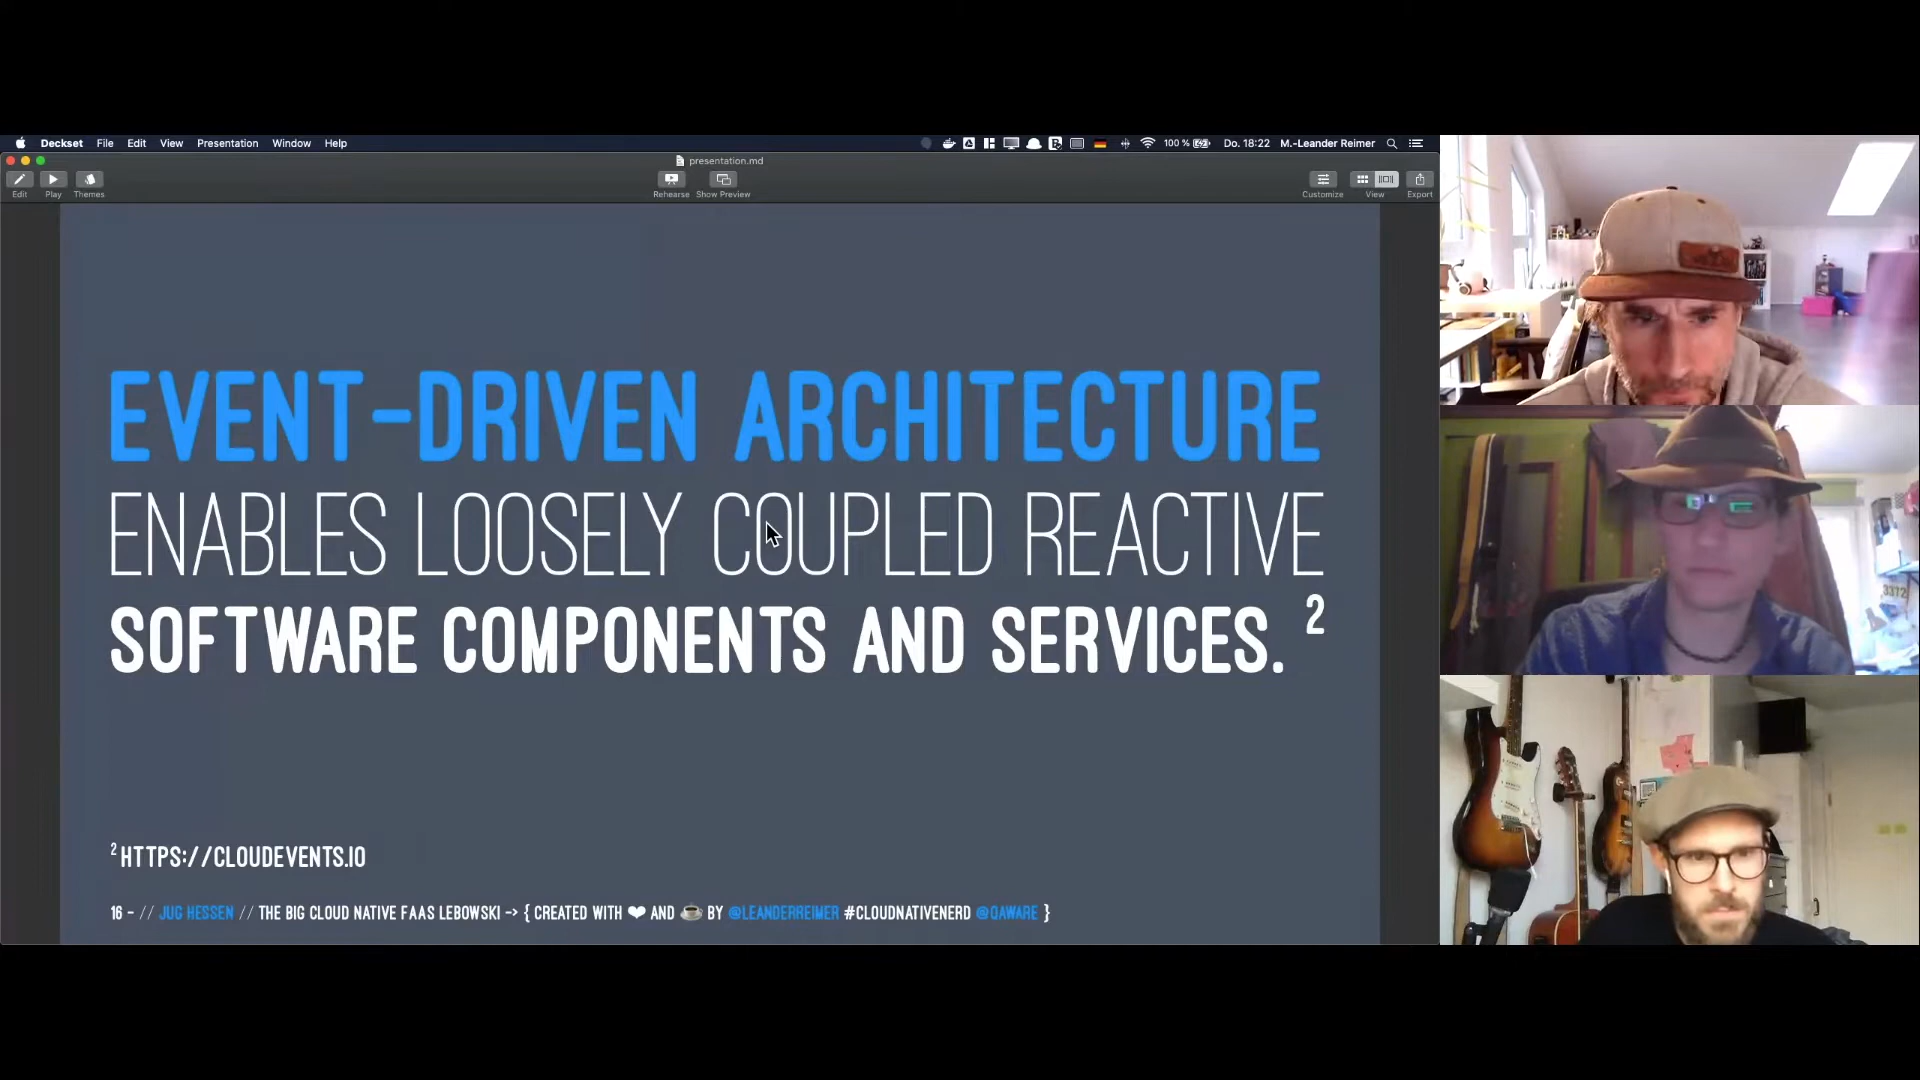 Deckset File Edit View Presentation Window Help
100 % Do. 18:22 M.-Leander Reimer
presentation.md
Edit Play Themes Rehearse Show Preview Customize View Export
EVENT-DRIVEN ARCHITECTURE
ENABLES LOOSELY COUPLED REACTIVE
SOFTWARE COMPONENTS AND SERVICES. 2
2 HTTPS://CLOUDEVENTS.IO
16 - // JUG HESSEN // THE BIG CLOUD NATIVE FAAS LEBOWSKI -> { CREATED WITH ❤ AND ☕ BY @LEANDERREIMER #CLOUDNATIVENERD @QAWARE }
3312